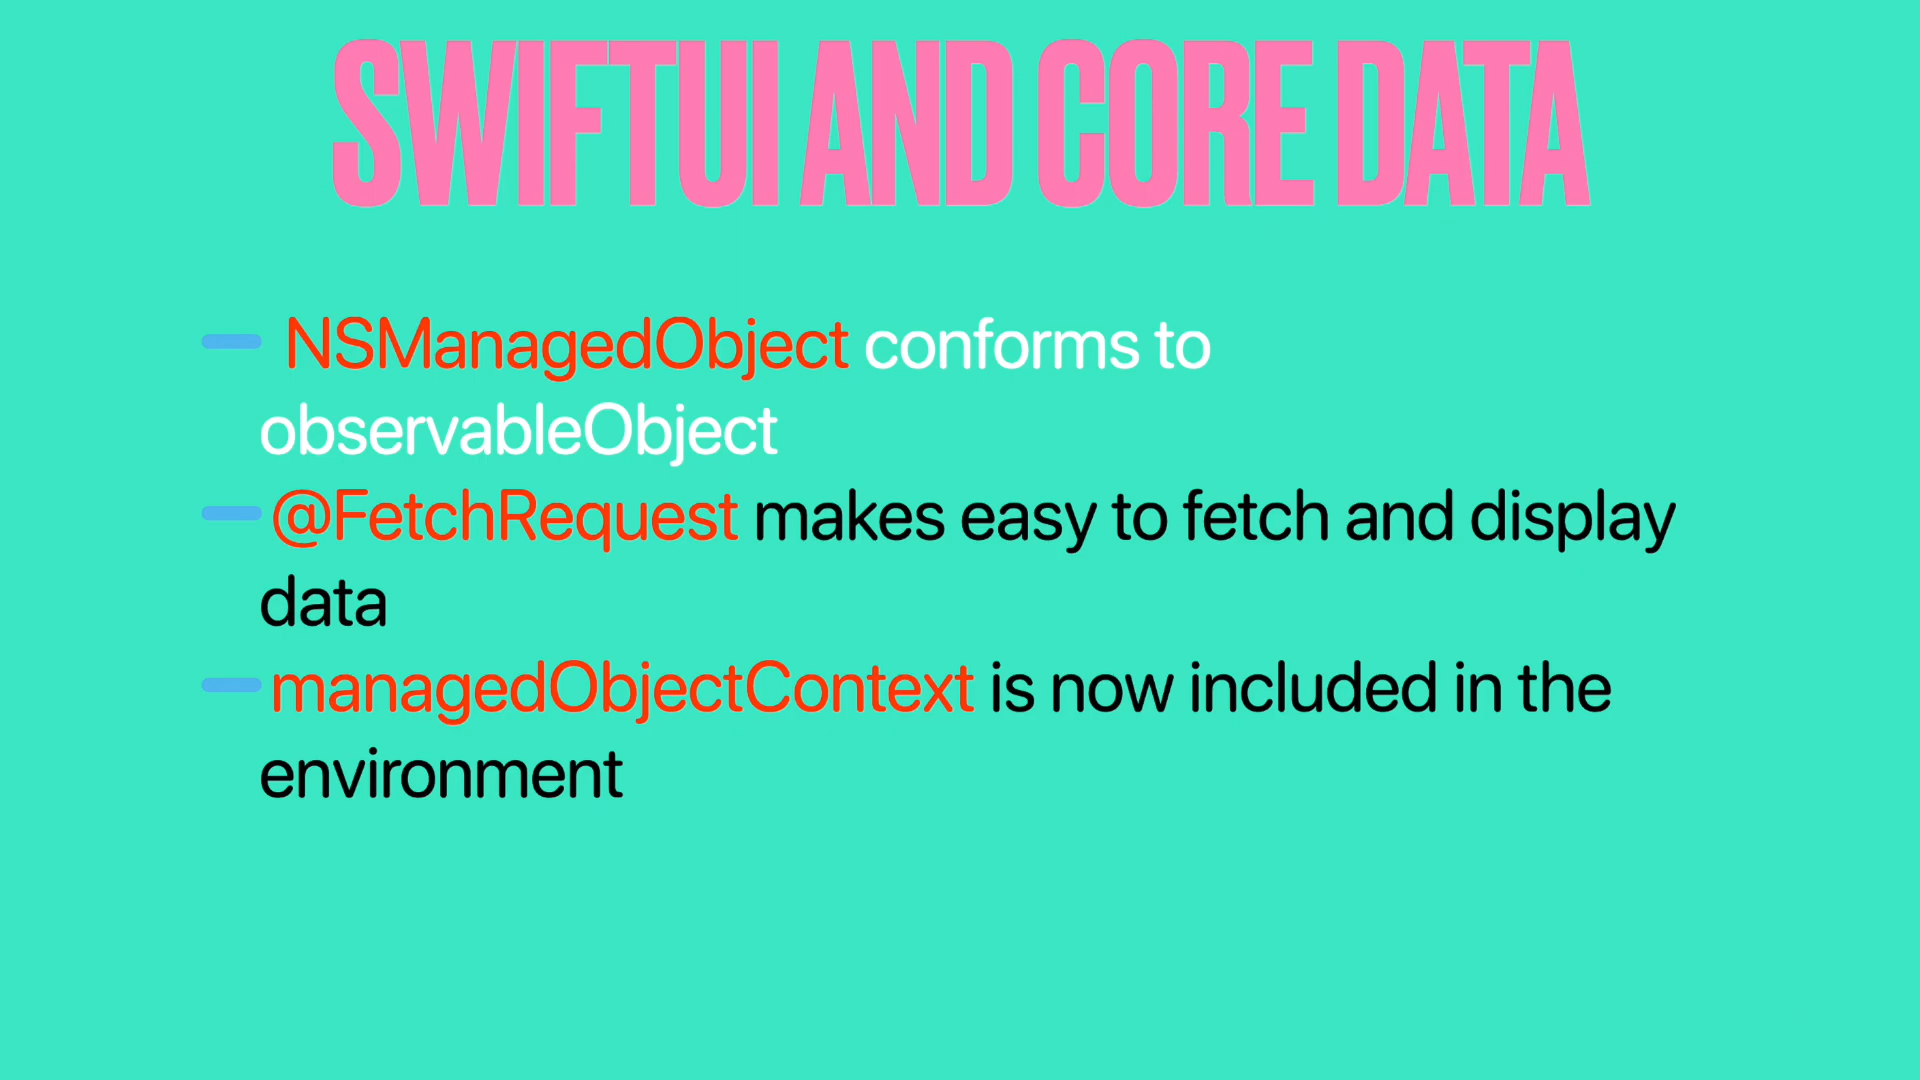 SWIFTUI AND CORE DATA
NSManagedObject conforms to
observableObject
@FetchRequest makes easy to fetch and display
data
managedObjectContext is now included in the
environment